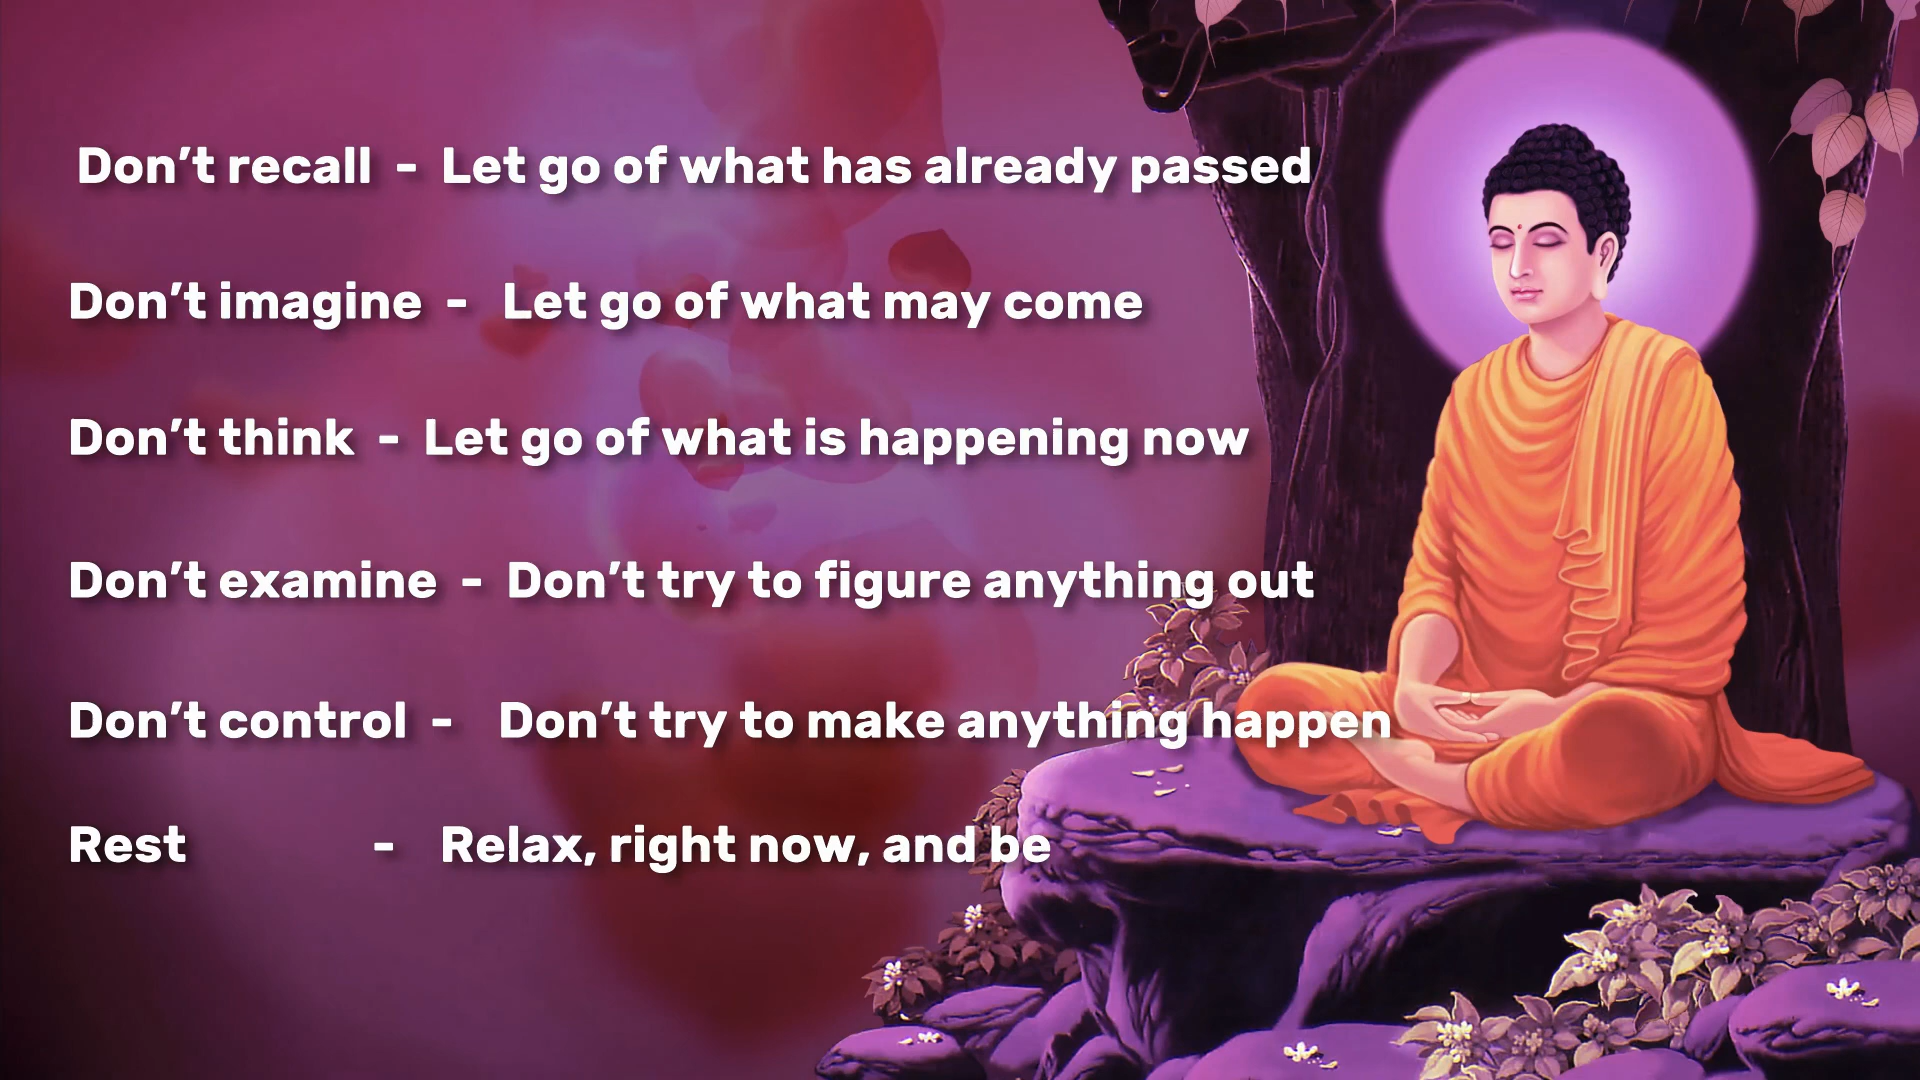 Don’t recall - Let go of what has already passed
Don’t imagine - Let go of what may come
Don’t think - Let go of what is happening now
Don’t examine - Don’t try to figure anything out
Don’t control - Don’t try to make anything happen
Rest - Relax, right now, and be